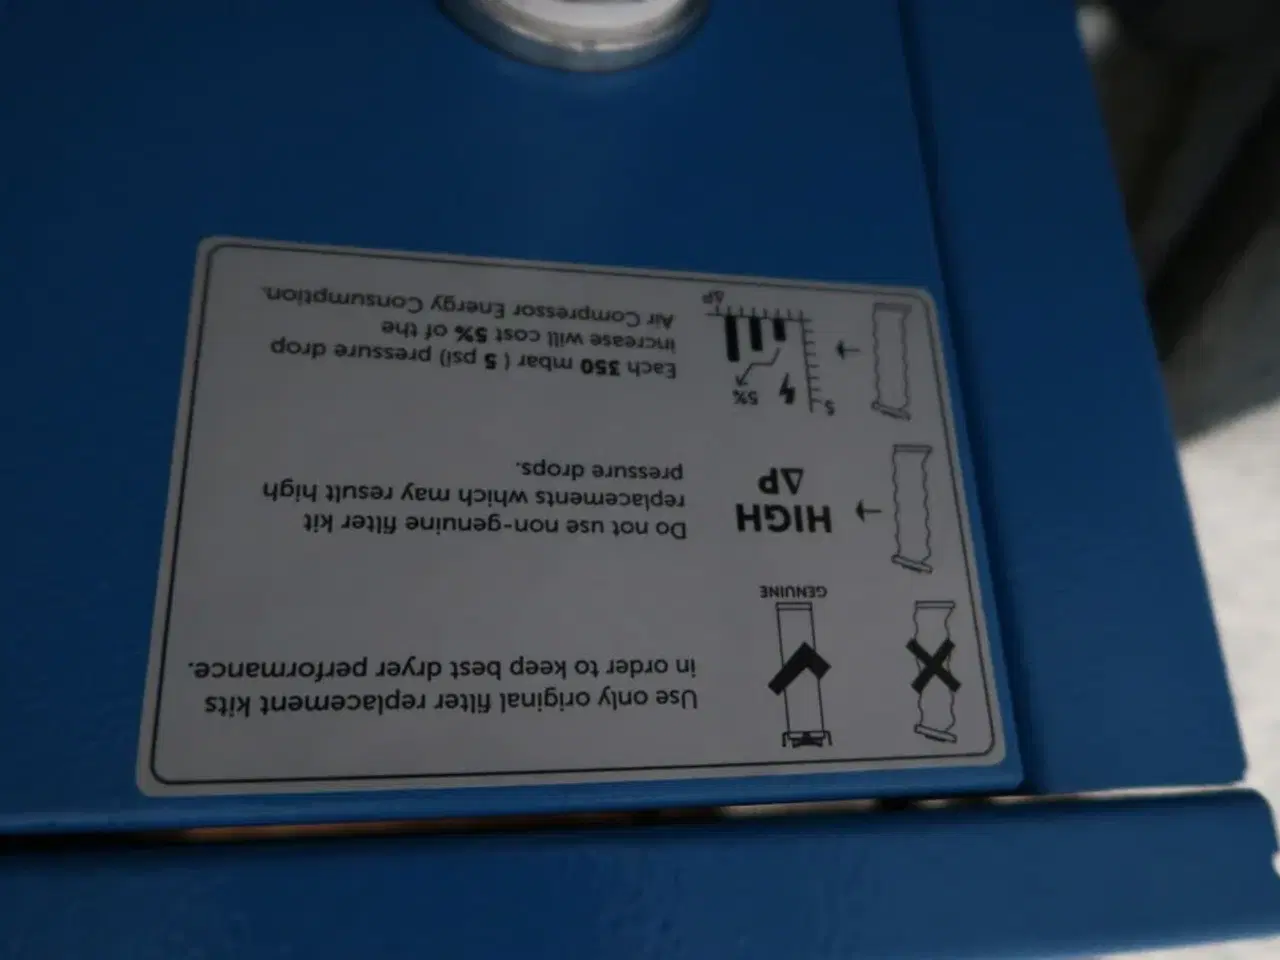 GENUINE
Use only original filter replacement kits
in order to keep best dryer performance.
HIGH
ΔP
Do not use non-genuine filter kit
replacements which may result high
pressure drops.
$
5%
ΔP
Each 350 mbar ( 5 psi) pressure drop
increase will cost 5% of the
Air Compressor Energy Consumption.